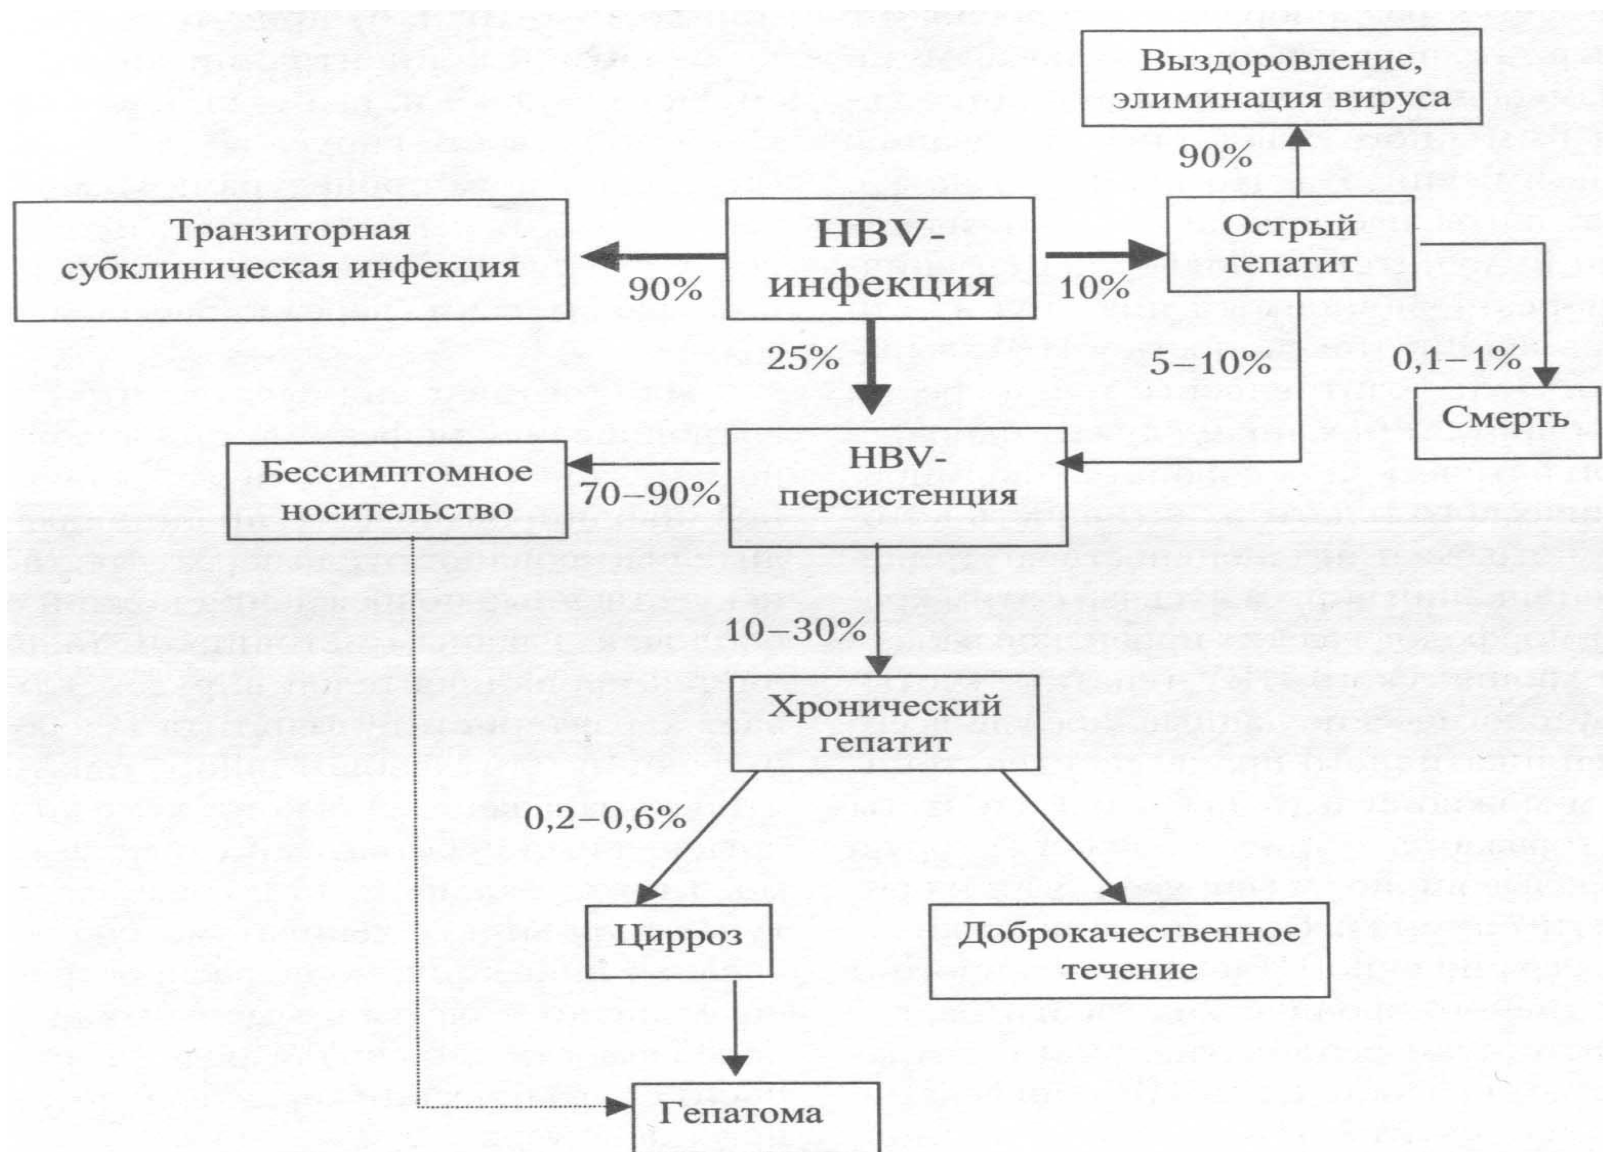 Выздоровление,
элиминация вируса
90%
Транзиторная
субклиническая инфекция
90%
HBV-
инфекция
10%
Острый
гепатит
25%
5–10%
0,1–1%
Смерть
Бессимптомное
носительство
70–90%
HBV-
персистенция
10–30%
Хронический
гепатит
0,2–0,6%
Цирроз
Доброкачественное
течение
Гепатома